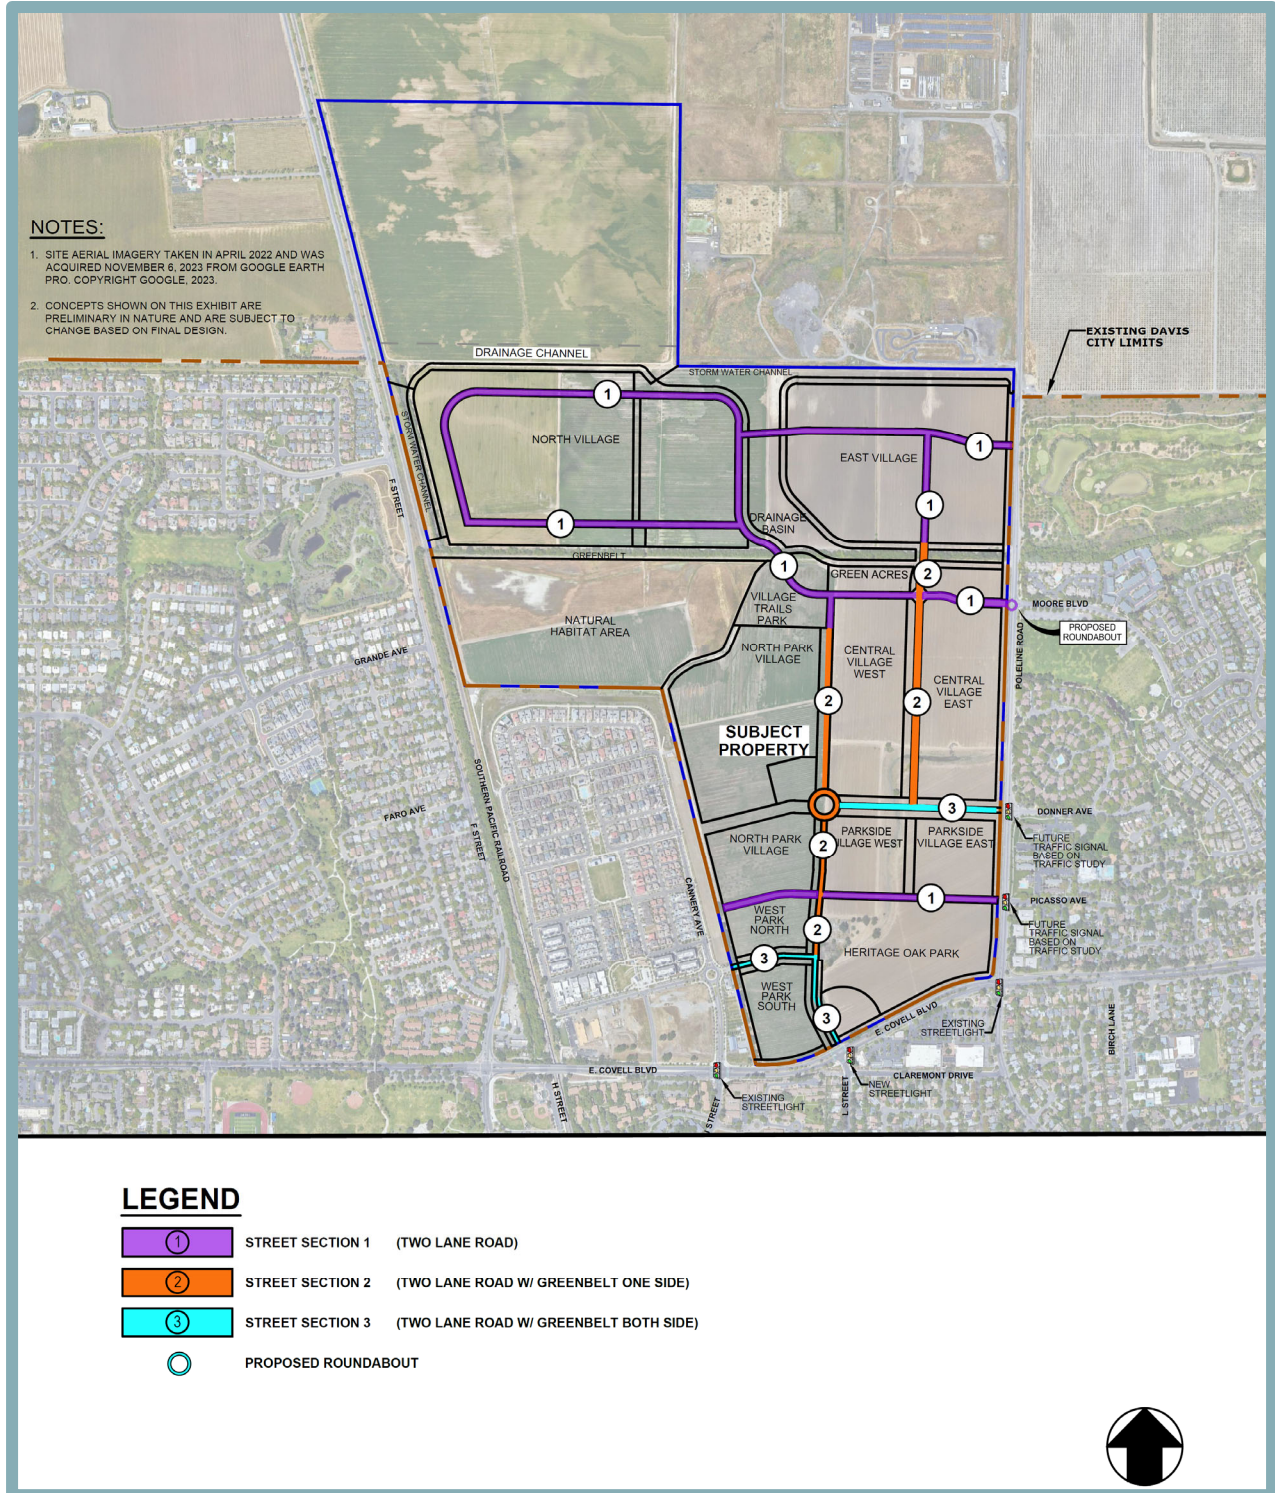 NOTES:
1. SITE AERIAL IMAGERY TAKEN IN APRIL 2022 AND WAS
ACQUIRED NOVEMBER 6, 2023 FROM GOOGLE EARTH
PRO. COPYRIGHT GOOGLE, 2023.
2. CONCEPTS SHOWN ON THIS EXHIBIT ARE
PRELIMINARY IN NATURE AND ARE SUBJECT TO
CHANGE BASED ON FINAL DESIGN.
EXISTING DAVIS
CITY LIMITS
DRAINAGE CHANNEL
STORM WATER CHANNEL
1
NORTH VILLAGE
STORM WATER CHANNEL
EAST VILLAGE
1
F STREET
1
1
DRAINAGE
BASIN
GREENBELT
1
GREEN ACRES
2
VILLAGE
TRAILS
PARK
1
MOORE BLVD
PROPOSED
ROUNDABOUT
NATURAL
HABITAT AREA
NORTH PARK
VILLAGE
CENTRAL
VILLAGE
WEST
POLELINE ROAD
GRANDE AVE
CENTRAL
VILLAGE
EAST
2
2
SUBJECT
PROPERTY
SOUTHERN PACIFIC RAILROAD
F STREET
FARO AVE
3
DONNER AVE
NORTH PARK
VILLAGE
2
PARKSIDE
VILLAGE WEST
PARKSIDE
VILLAGE EAST
FUTURE
TRAFFIC SIGNAL
BASED ON
TRAFFIC STUDY
CANNERY AVE
1
PICASSO AVE
WEST
PARK
NORTH
2
FUTURE
TRAFFIC SIGNAL
BASED ON
TRAFFIC STUDY
3
HERITAGE OAK PARK
WEST
PARK
SOUTH
3
E. COVELL BLVD
EXISTING
STREETLIGHT
BIRCH LANE
E. COVELL BLVD
CLAREMONT DRIVE
NEW
STREETLIGHT
EXISTING
STREETLIGHT
H STREET
J STREET
L STREET
LEGEND
1 STREET SECTION 1 (TWO LANE ROAD)
2 STREET SECTION 2 (TWO LANE ROAD W/ GREENBELT ONE SIDE)
3 STREET SECTION 3 (TWO LANE ROAD W/ GREENBELT BOTH SIDE)
PROPOSED ROUNDABOUT